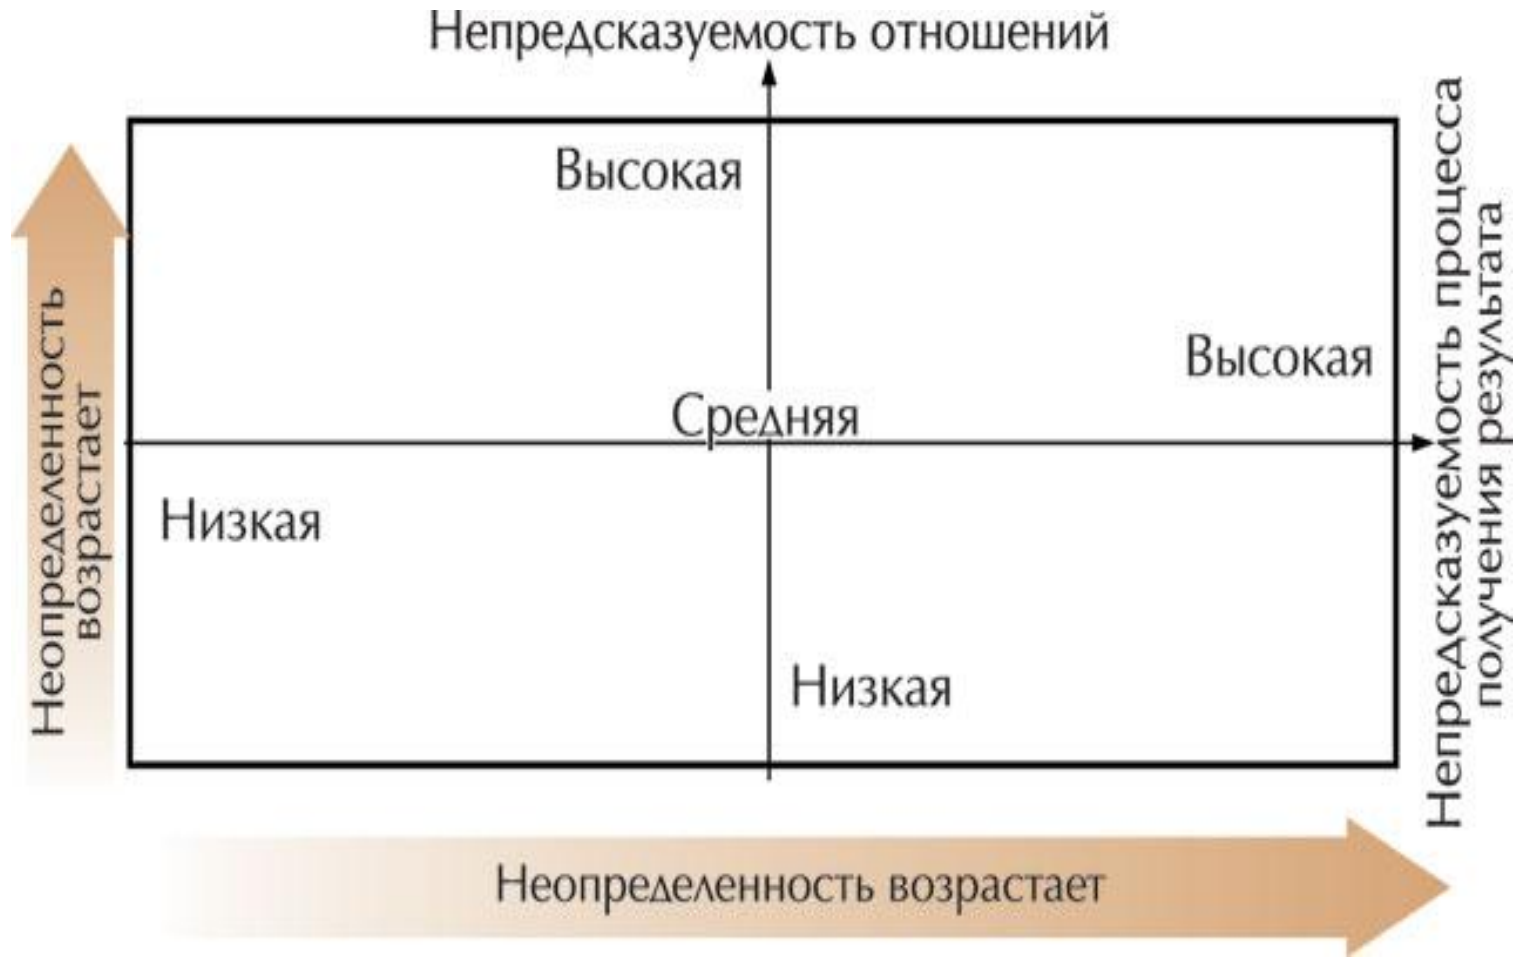 Непредсказуемость отношений
Высокая
Высокая
Средняя
Низкая
Низкая
Неопределенность
возрастает
Непредсказуемость процесса
получения результата
Неопределенность возрастает